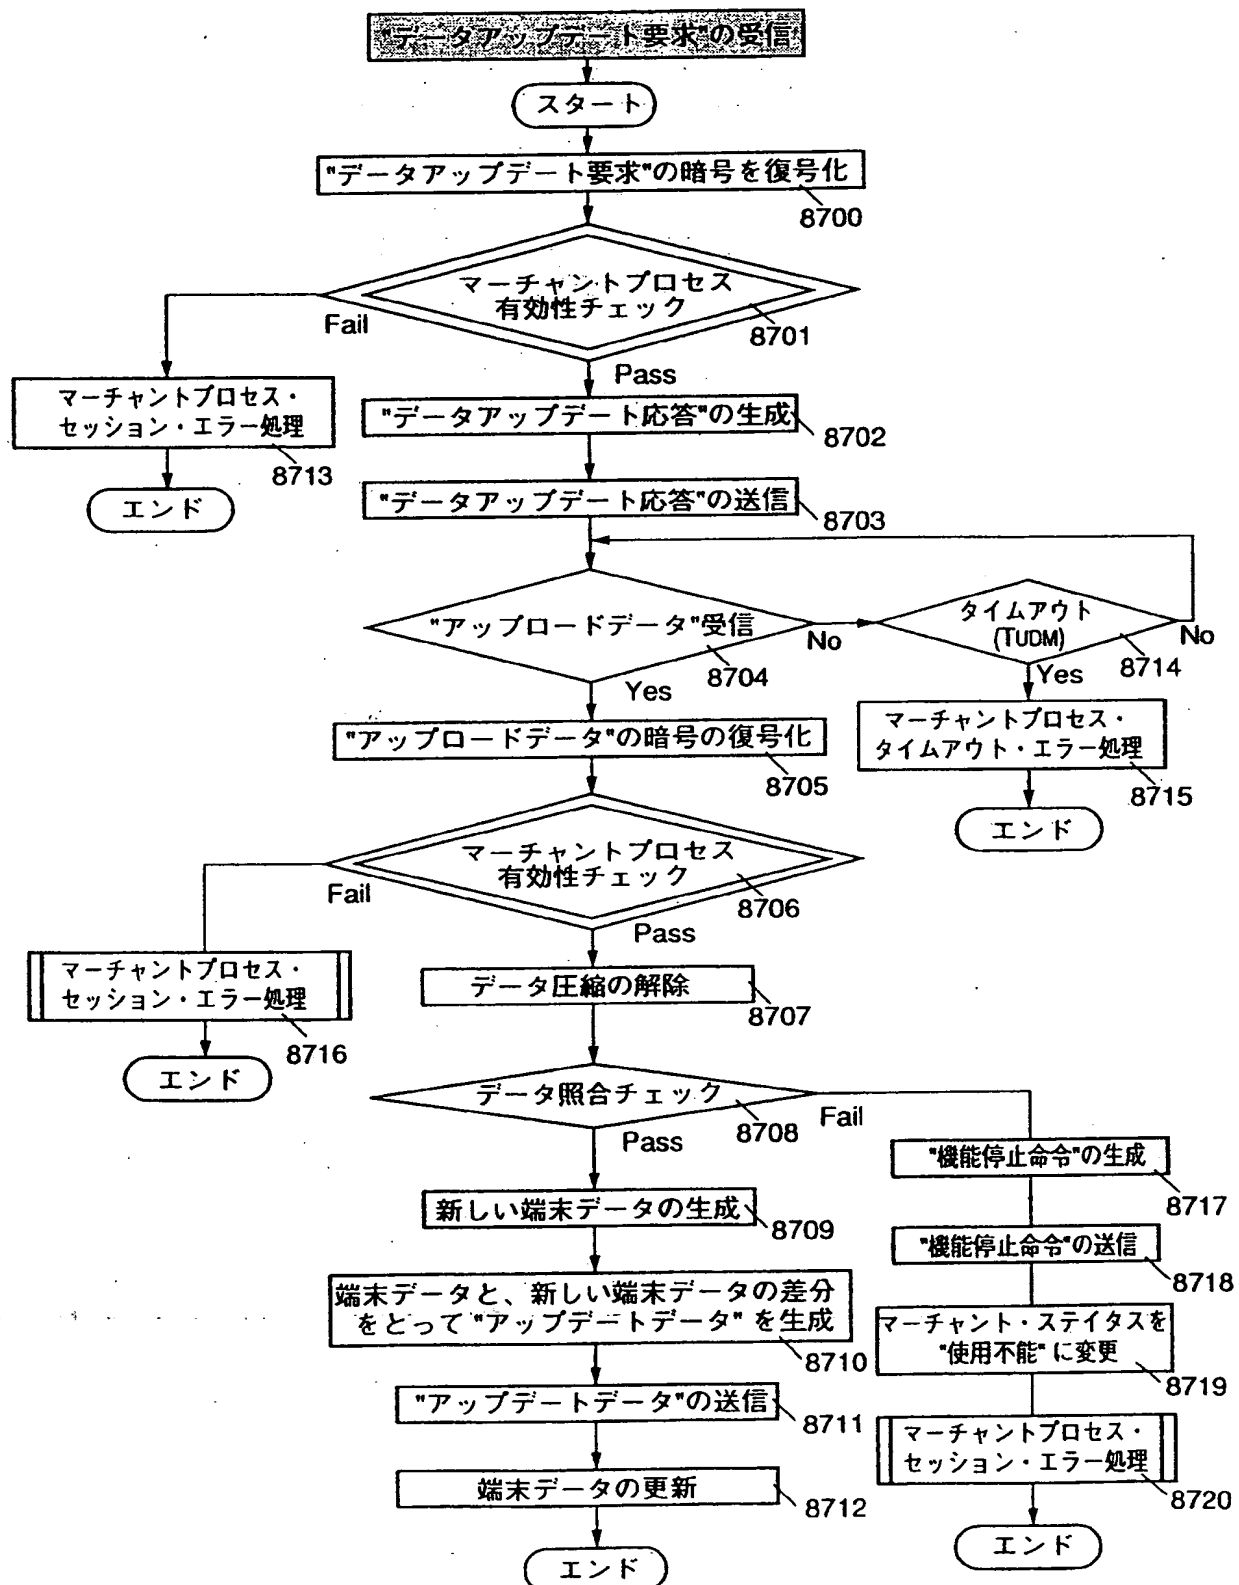 "データアップデート要求"の受信
スタート
"データアップデート要求"の暗号を復号化
8700
マーチャントプロセス
有効性チェック
8701
Fail
Pass
マーチャントプロセス・
セッション・エラー処理
8713
エンド
"データアップデート応答"の生成
8702
"データアップデート応答"の送信
8703
"アップロードデータ"受信
8704
No
Yes
タイムアウト
(TUDM)
8714
No
Yes
マーチャントプロセス・
タイムアウト・エラー処理
8715
エンド
"アップロードデータ"の暗号の復号化
8705
マーチャントプロセス
有効性チェック
8706
Fail
Pass
マーチャントプロセス・
セッション・エラー処理
8716
エンド
データ圧縮の解除
8707
データ照合チェック
8708
Fail
Pass
"機能停止命令"の生成
8717
新しい端末データの生成
8709
"機能停止命令"の送信
8718
端末データと、新しい端末データの差分
をとって "アップデートデータ" を生成
8710
マーチャント・ステイタスを
"使用不能" に変更
8719
"アップデートデータ"の送信
8711
マーチャントプロセス・
セッション・エラー処理
8720
端末データの更新
8712
エンド
エンド